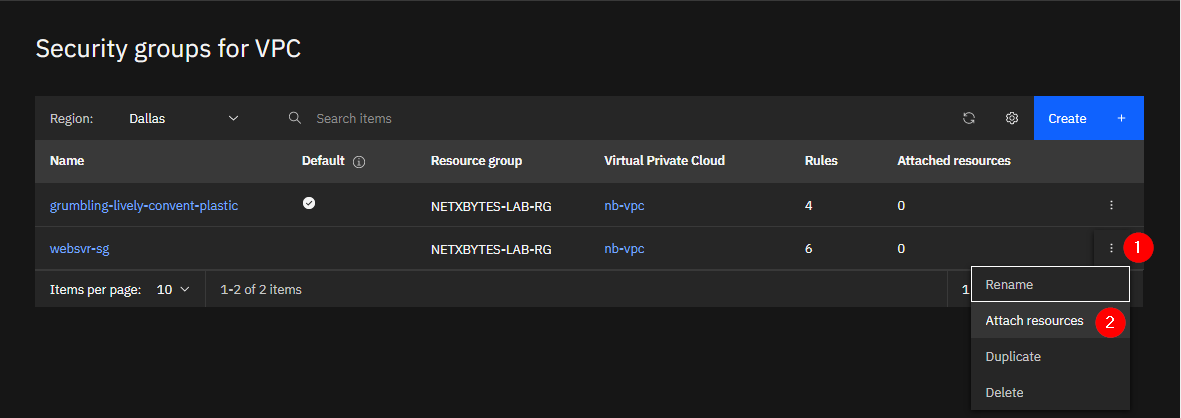 Security groups for VPC
Region: Dallas Search items Create +
Name Default Resource group Virtual Private Cloud Rules Attached resources
grumbling-lively-convent-plastic NETXBYTES-LAB-RG nb-vpc 4 0
websvr-sg NETXBYTES-LAB-RG nb-vpc 6 0 1
Items per page: 10 1-2 of 2 items 1
Rename
Attach resources 2
Duplicate
Delete